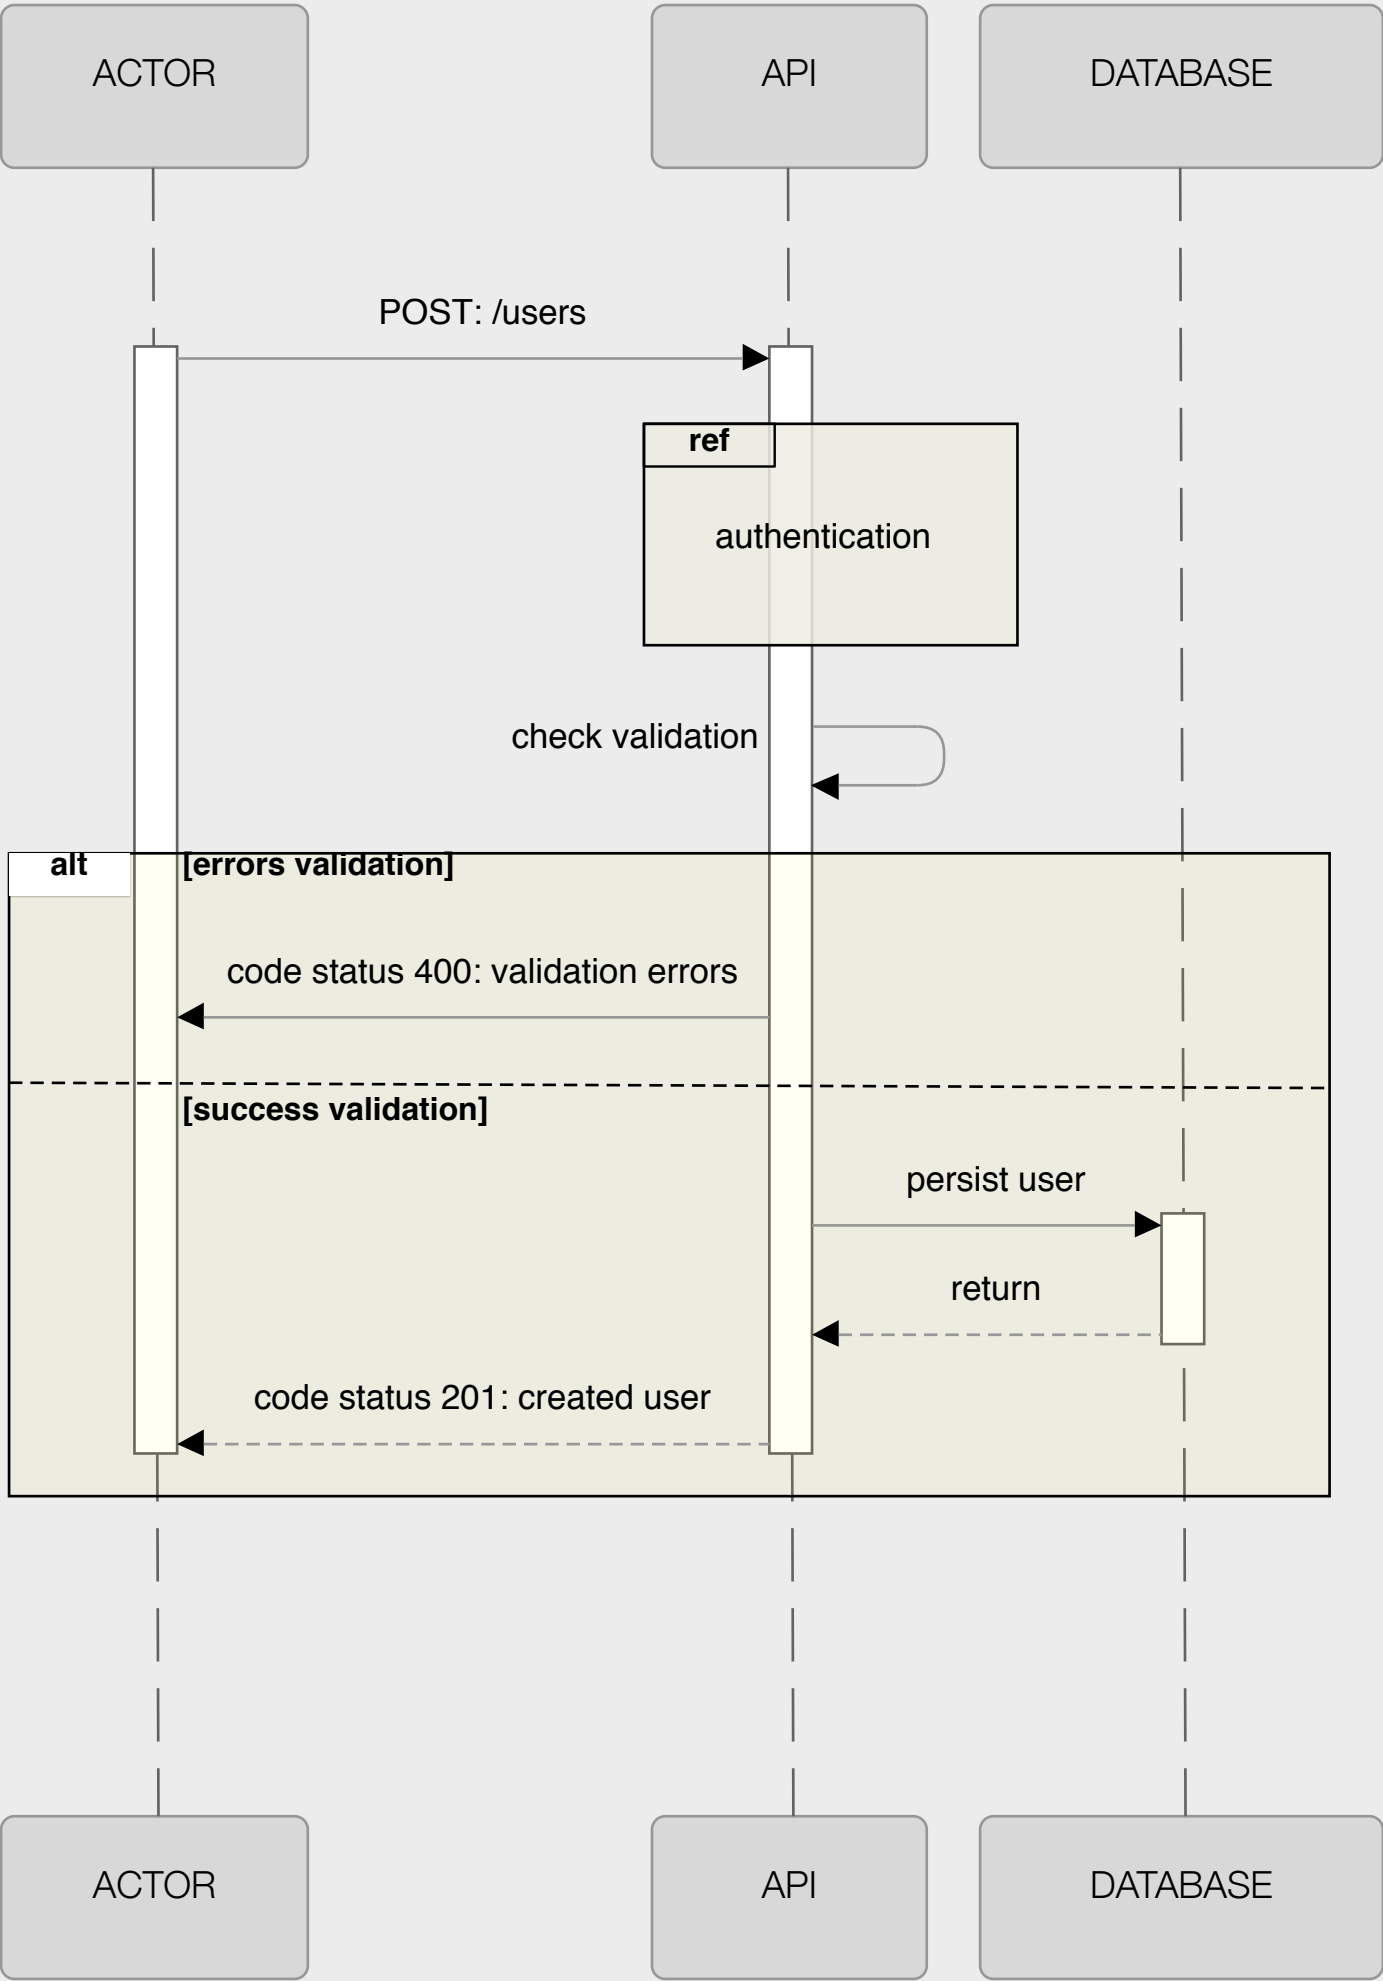 ACTOR
API
DATABASE
POST: /users
ref
authentication
check validation
alt
[errors validation]
code status 400: validation errors
[success validation]
persist user
return
code status 201: created user
ACTOR
API
DATABASE